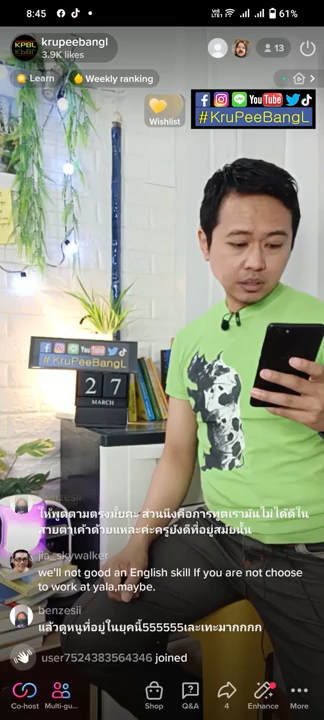 8:45
61%
krupeebangl
3.9K likes
13
Learn
Weekly ranking
Wishlist
LINE YouTube
#KruPeeBangL
YouTube
#KruPeeBangL
27
MARCH
benzesii
ให้พูดตามตรงมั้ยคะ ส่วนนึงคือการทูตเรามันไม่ได้ดีใน
สายตาเค้าด้วยแหละค่ะครูยังดีที่อยู่สมัยนั้น
jia_skywalker
we'll not good an English skill If you are not choose
to work at yala,maybe.
benzesii
แล้วดูหนูที่อยู่ในยุคนี้555555เละเทะมากกกก
user7524383564346 joined
Co-host
Multi-gu...
Shop
Q&A
4
Enhance
More